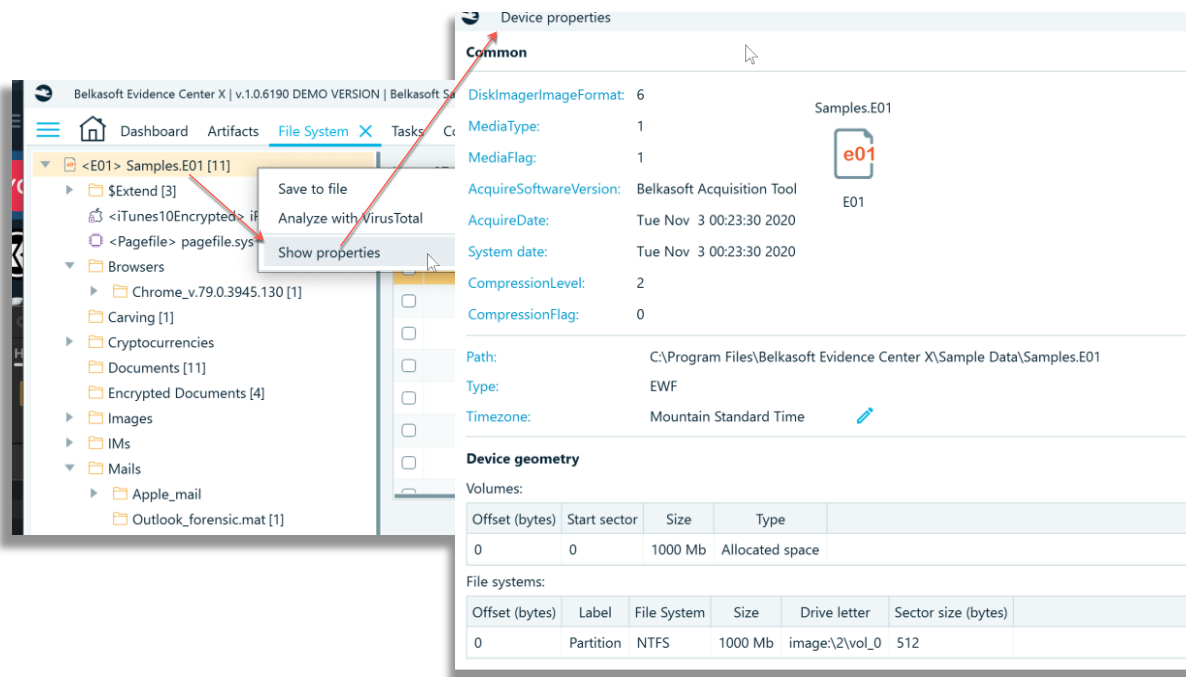 Device properties
Common
DiskImagerImageFormat: 6
MediaType: 1
MediaFlag: 1
AcquireSoftwareVersion: Belkasoft Acquisition Tool
AcquireDate: Tue Nov 3 00:23:30 2020
System date: Tue Nov 3 00:23:30 2020
CompressionLevel: 2
CompressionFlag: 0
Samples.E01
e01
E01
Path: C:\Program Files\Belkasoft Evidence Center X\Sample Data\Samples.E01
Type: EWF
Timezone: Mountain Standard Time
Device geometry
Volumes:
Offset (bytes) Start sector Size Type
0 0 1000 Mb Allocated space
File systems:
Offset (bytes) Label File System Size Drive letter Sector size (bytes)
0 Partition NTFS 1000 Mb image:\2\vol_0 512
Belkasoft Evidence Center X | v.1.0.6190 DEMO VERSION | Belkasoft
Dashboard Artifacts File System Tasks
<E01> Samples.E01 [11]
$Extend [3]
<iTunes10Encrypted>
<Pagefile> pagefile.sys
Browsers
Chrome_v.79.0.3945.130 [1]
Carving [1]
Cryptocurrencies
Documents [11]
Encrypted Documents [4]
Images
IMs
Mails
Apple_mail
Outlook_forensic.mat [1]
Save to file
Analyze with VirusTotal
Show properties